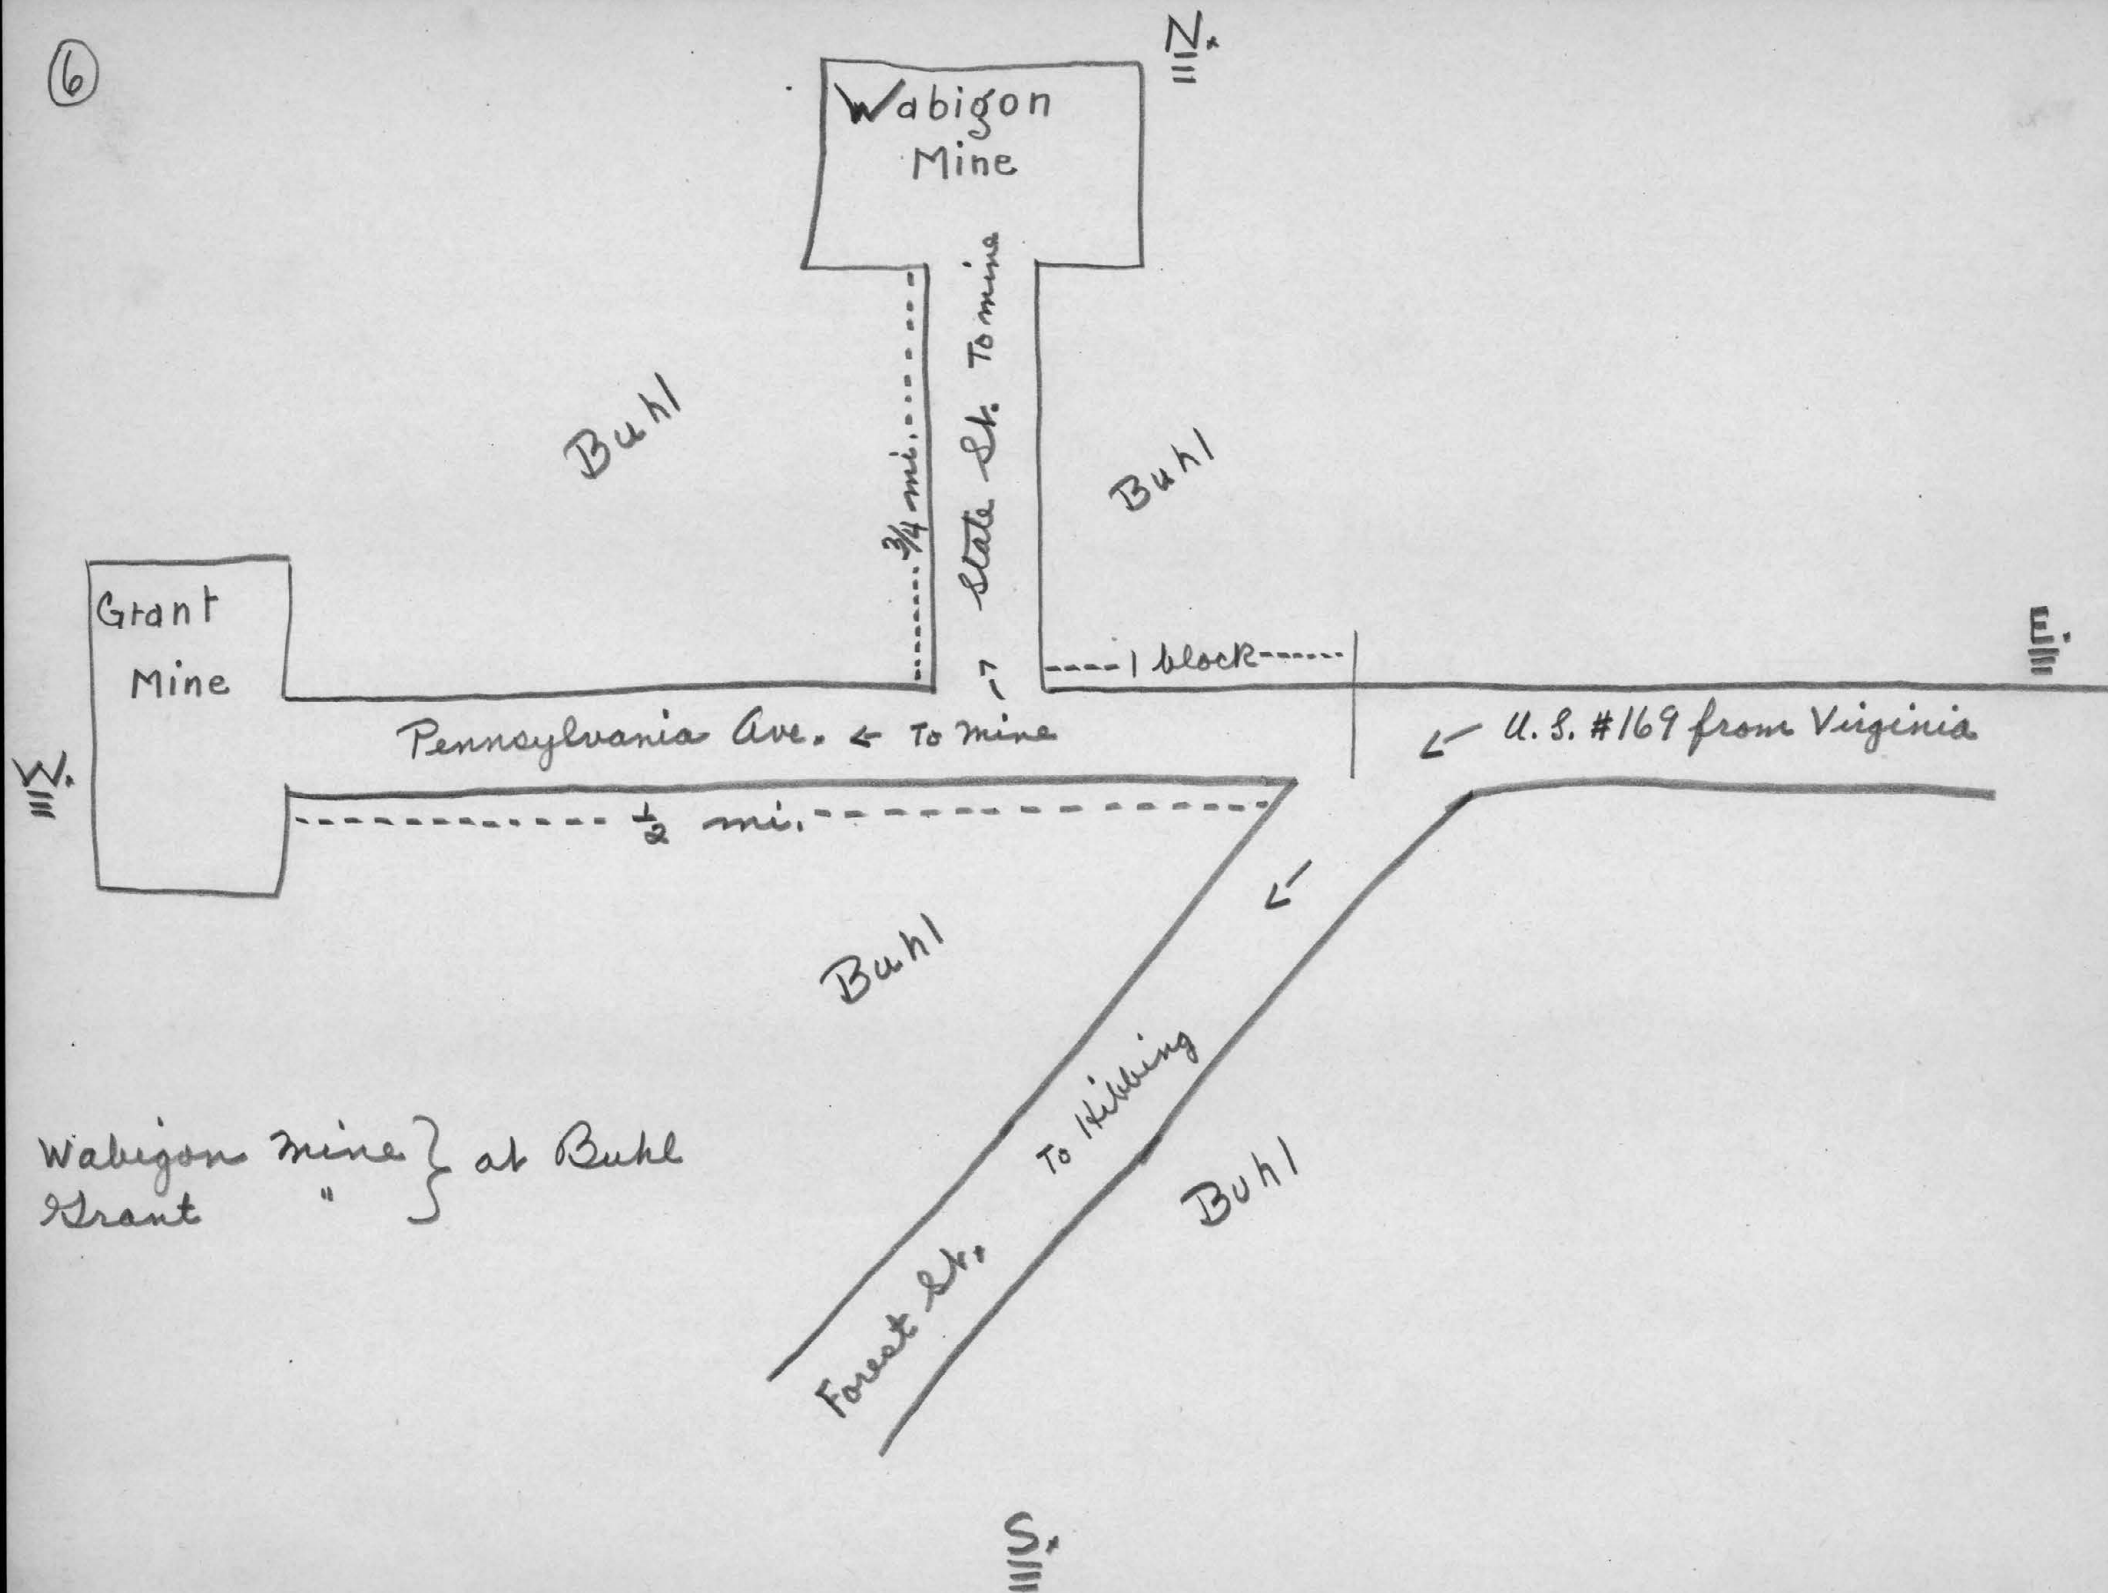 6
N.
Wabigon
Mine
State St. To mine
3/4 mi.
Buhl
Buhl
Grant
Mine
1 block
E.
Pennsylvania Ave. ← To mine
U.S. #169 from Virginia
W.
1/2 mi.
Buhl
To Hibbing
Forest St.
Buhl
Wabigon Mine } at Buhl
Grant " }
S.